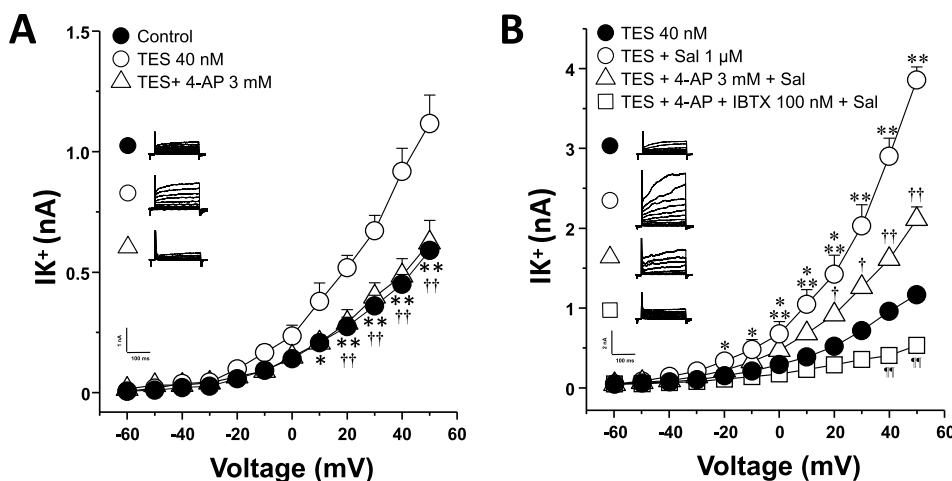 A
Control
TES 40 nM
TES+ 4-AP 3 mM
IK⁺ (nA)
1.5
1.0
0.5
0
1 nA
100 ms
**
††
**
††
**
††
**
††
*
-60
-40
-20
0
20
40
60
Voltage (mV)
B
TES 40 nM
TES + Sal 1 µM
TES + 4-AP 3 mM + Sal
TES + 4-AP + IBTX 100 nM + Sal
IK⁺ (nA)
4
3
2
1
0
2 nA
100 ms
*
*
*
**
*
**
*
**
**
**
**
†
†
††
††
¶¶
¶¶
-60
-40
-20
0
20
40
60
Voltage (mV)